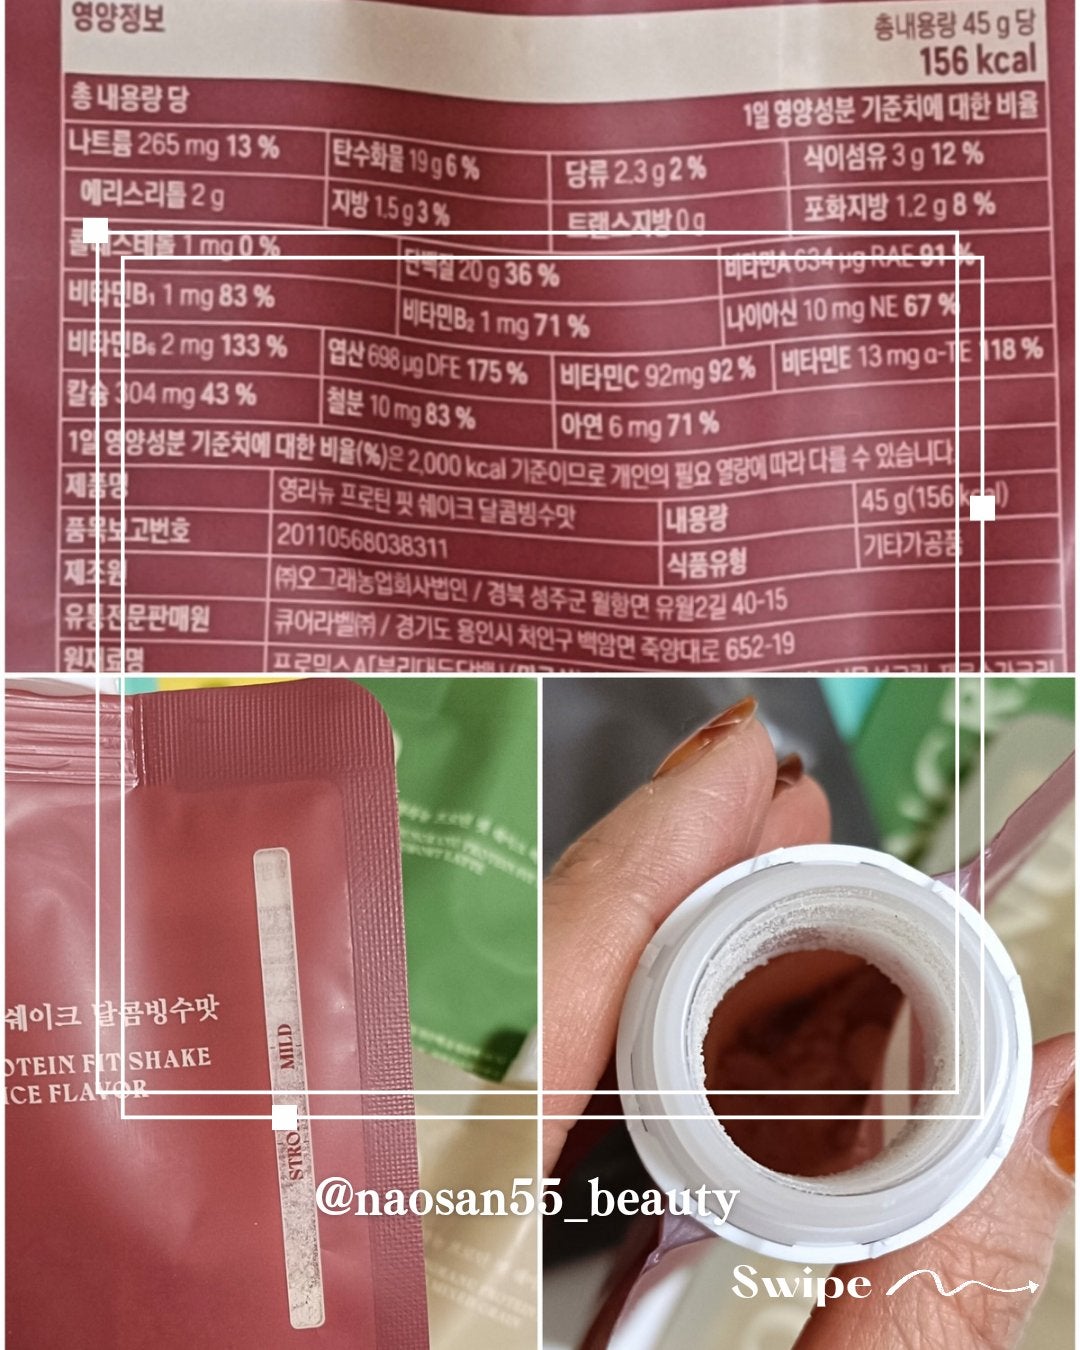 영양정보
총내용량 45 g 당
156 kcal
총 내용량 당
1일 영양성분 기준치에 대한 비율
나트륨 265 mg 13 % 탄수화물 19 g 6 % 당류 2.3 g 2 % 식이섬유 3 g 12 %
에리스리톨 2 g 지방 1.5 g 3 % 트랜스지방 0 g 포화지방 1.2 g 8 %
콜레스테롤 1 mg 0 % 단백질 20 g 36 % 비타민A 634 µg RAE 91 %
비타민B₁ 1 mg 83 % 비타민B₂ 1 mg 71 % 나이아신 10 mg NE 67 %
비타민B₆ 2 mg 133 % 엽산 698 µg DFE 175 % 비타민C 92mg 92 % 비타민E 13 mg α-TE 118 %
칼슘 304 mg 43 % 철분 10 mg 83 % 아연 6 mg 71 %
1일 영양성분 기준치에 대한 비율(%)은 2,000 kcal 기준이므로 개인의 필요 열량에 따라 다를 수 있습니다.
제품명 영라뉴 프로틴 핏 쉐이크 달콤빙수맛 내용량 45 g(156 kcal)
품목보고번호 20110568038311 식품유형 기타가공품
제조원 ㈜오그래농업회사법인 / 경북 성주군 월항면 유월2길 40-15
유통전문판매원 큐어라벨㈜ / 경기도 용인시 처인구 백암면 죽양대로 652-19
원재료명
쉐이크 달콤빙수맛
OTEIN FIT SHAKE
ICE FLAVOR
MILD
STRO
@naosan55_beauty
Swipe